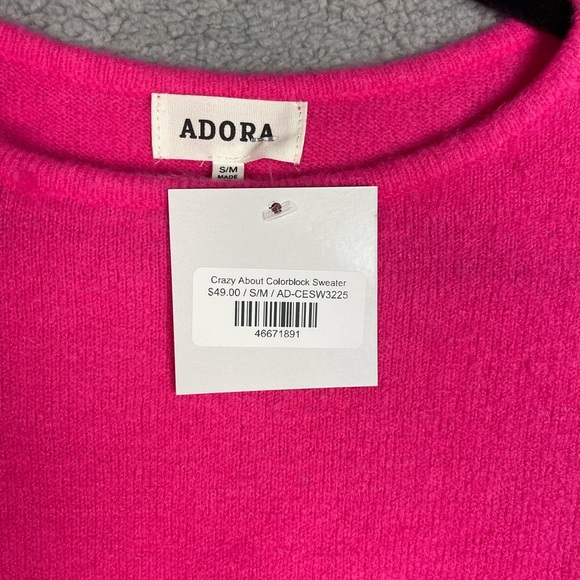 ADORA
S/M
MADE
Crazy About Colorblock Sweater
$49.00 / S/M / AD-CESW3225
46671891